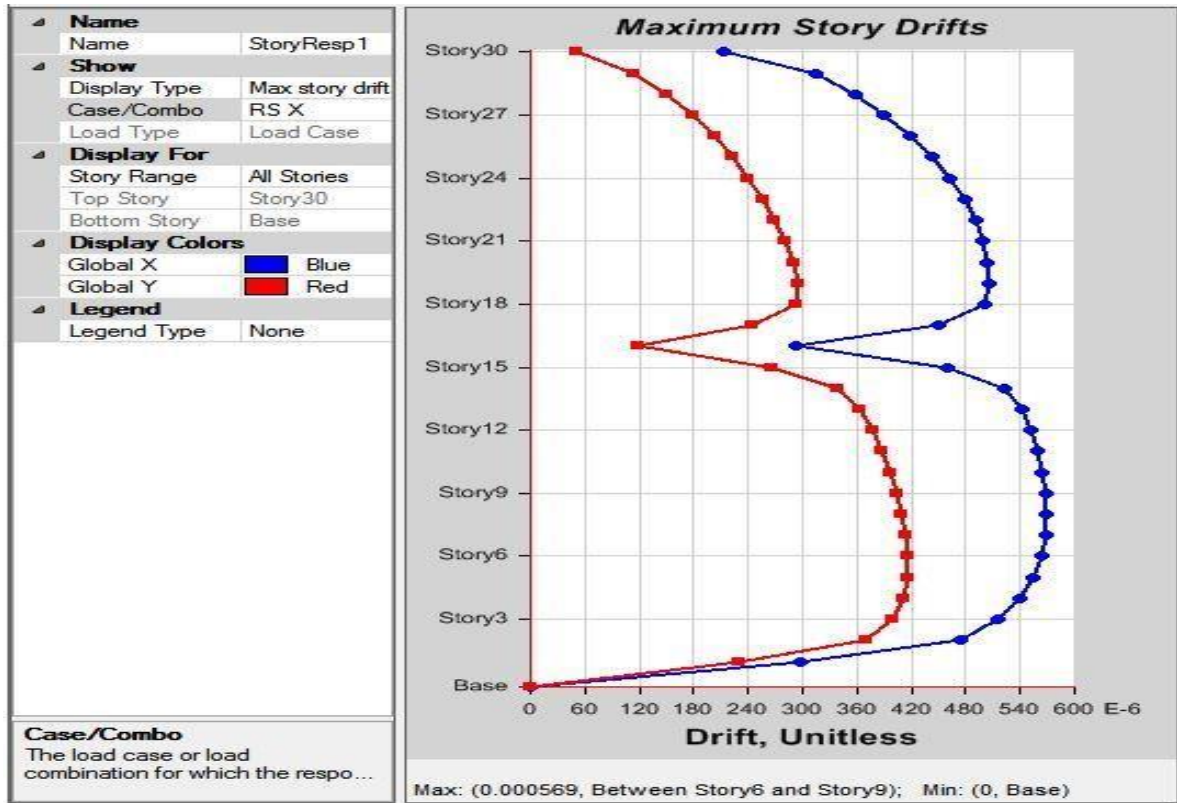 Name
Name StoryResp1
Show
Display Type Max story drift
Case/Combo RS X
Load Type Load Case
Display For
Story Range All Stories
Top Story Story30
Bottom Story Base
Display Colors
Global X Blue
Global Y Red
Legend
Legend Type None
Case/Combo
The load case or load
combination for which the respo...
Maximum Story Drifts
Story30
Story27
Story24
Story21
Story18
Story15
Story12
Story9
Story6
Story3
Base
0 60 120 180 240 300 360 420 480 540 600 E-6
Drift, Unitless
Max: (0.000569, Between Story6 and Story9); Min: (0, Base)